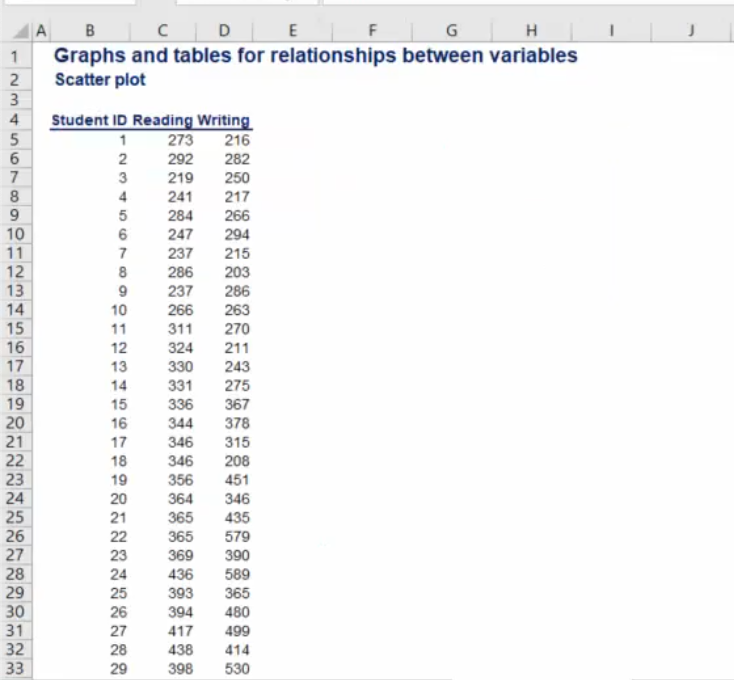 A B C D E F G H I J
1 Graphs and tables for relationships between variables
2 Scatter plot
3
4 Student ID Reading Writing
5 1 273 216
6 2 292 282
7 3 219 250
8 4 241 217
9 5 284 266
10 6 247 294
11 7 237 215
12 8 286 203
13 9 237 286
14 10 266 263
15 11 311 270
16 12 324 211
17 13 330 243
18 14 331 275
19 15 336 367
20 16 344 378
21 17 346 315
22 18 346 208
23 19 356 451
24 20 364 346
25 21 365 435
26 22 365 579
27 23 369 390
28 24 436 589
29 25 393 365
30 26 394 480
31 27 417 499
32 28 438 414
33 29 398 530